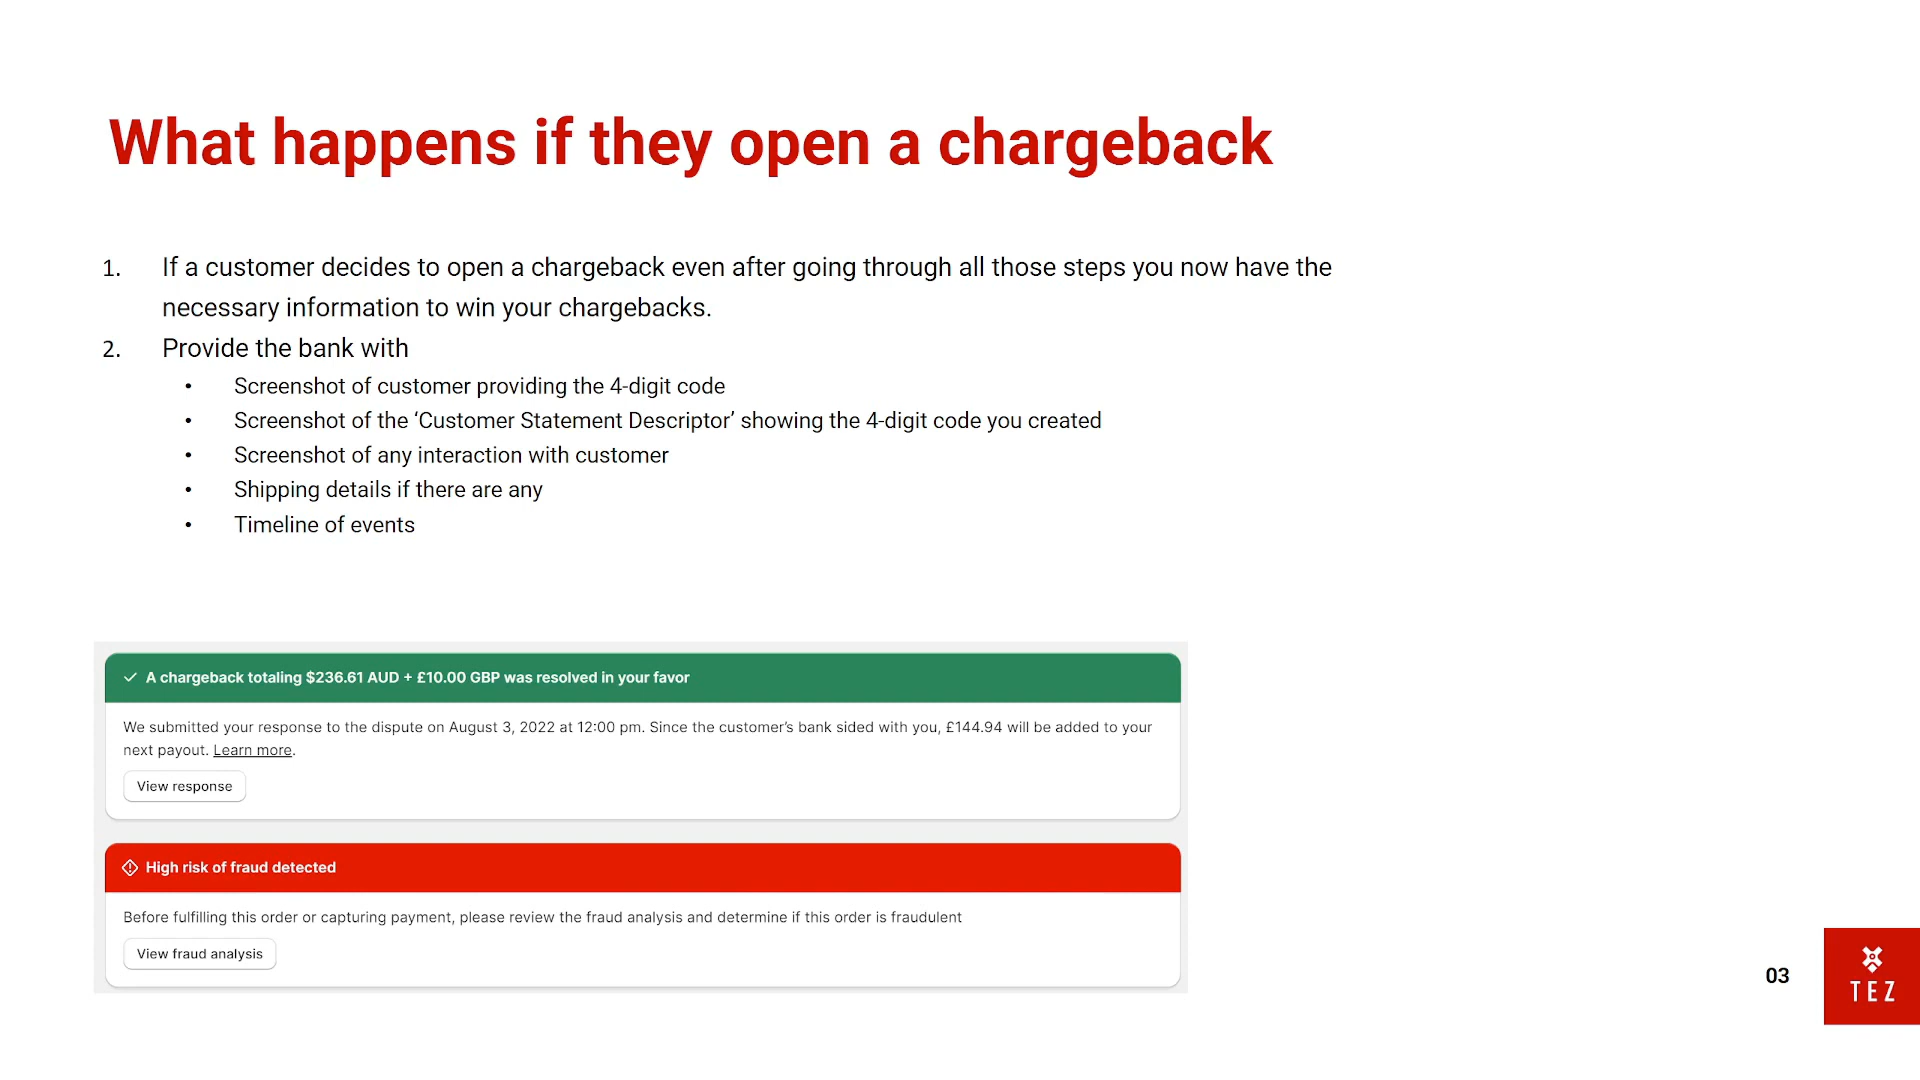 What happens if they open a chargeback
1. If a customer decides to open a chargeback even after going through all those steps you now have the
necessary information to win your chargebacks.
2. Provide the bank with
• Screenshot of customer providing the 4-digit code
• Screenshot of the ‘Customer Statement Descriptor’ showing the 4-digit code you created
• Screenshot of any interaction with customer
• Shipping details if there are any
• Timeline of events
A chargeback totaling $236.61 AUD + £10.00 GBP was resolved in your favor
We submitted your response to the dispute on August 3, 2022 at 12:00 pm. Since the customer’s bank sided with you, £144.94 will be added to your
next payout. Learn more.
View response
High risk of fraud detected
Before fulfilling this order or capturing payment, please review the fraud analysis and determine if this order is fraudulent
View fraud analysis
03
TEZ